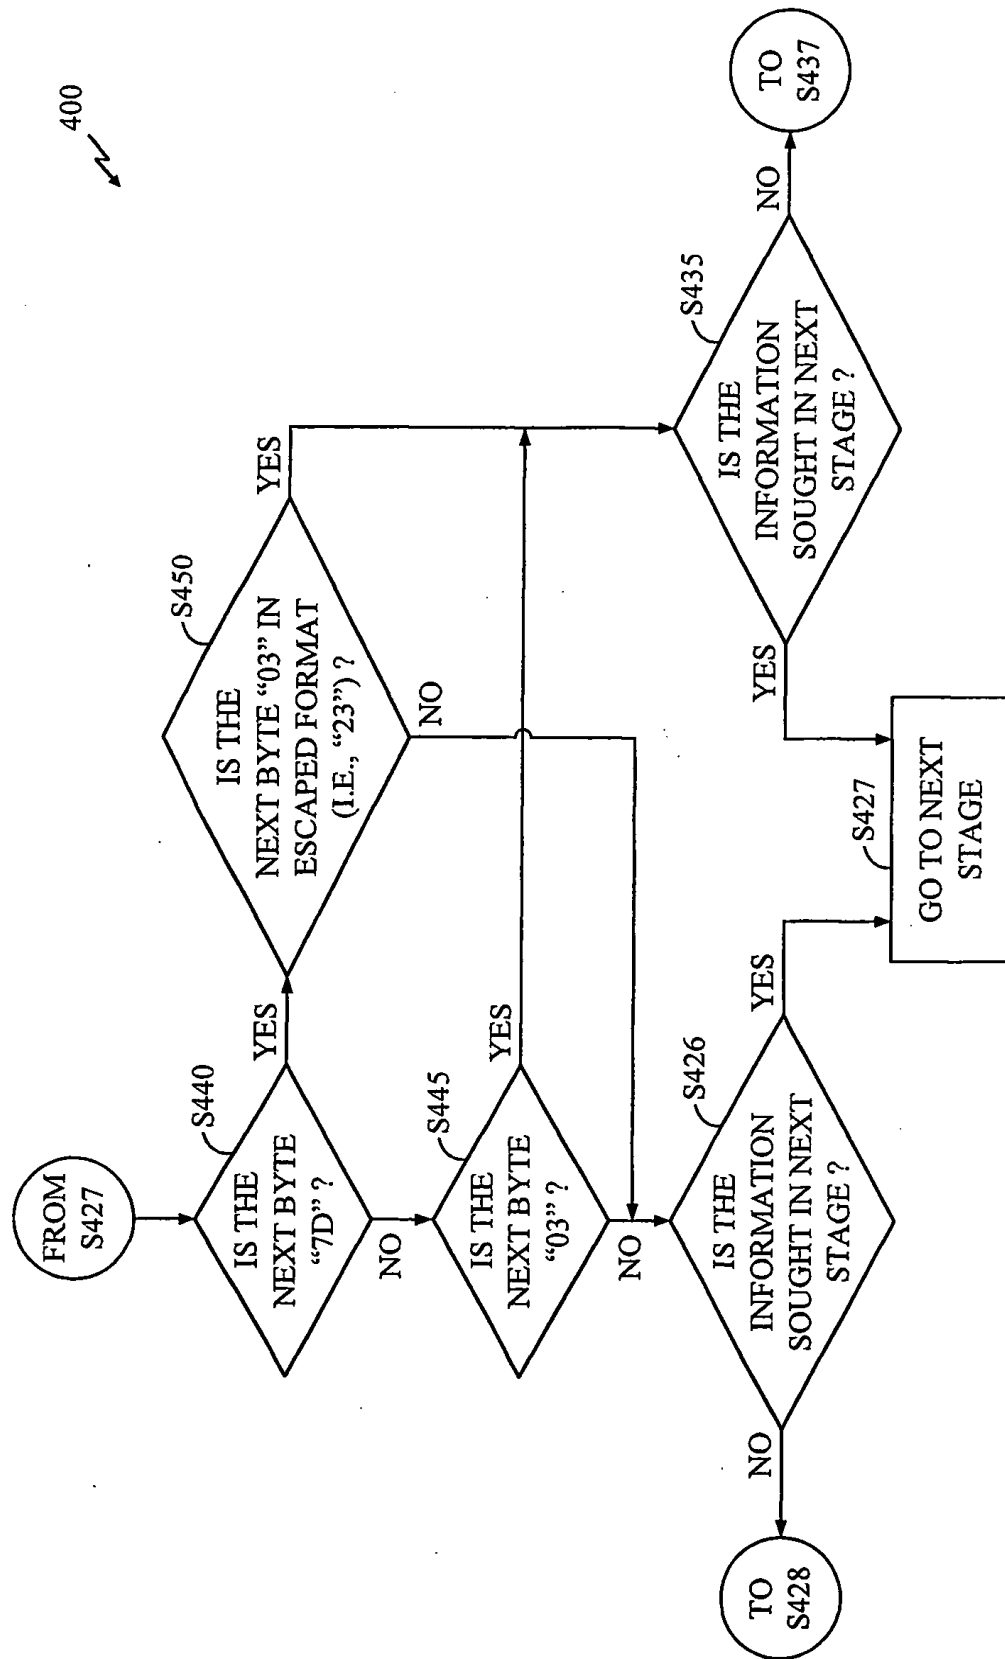 400
FROM
S427
S440
IS THE
NEXT BYTE
“7D” ?
YES
NO
S450
IS THE
NEXT BYTE “03” IN
ESCAPED FORMAT
(I.E., “23”) ?
YES
NO
S445
IS THE
NEXT BYTE
“03” ?
YES
NO
S426
IS THE
INFORMATION
SOUGHT IN NEXT
STAGE ?
YES
NO
TO
S428
S427
GO TO NEXT
STAGE
S435
IS THE
INFORMATION
SOUGHT IN NEXT
STAGE ?
YES
NO
TO
S437